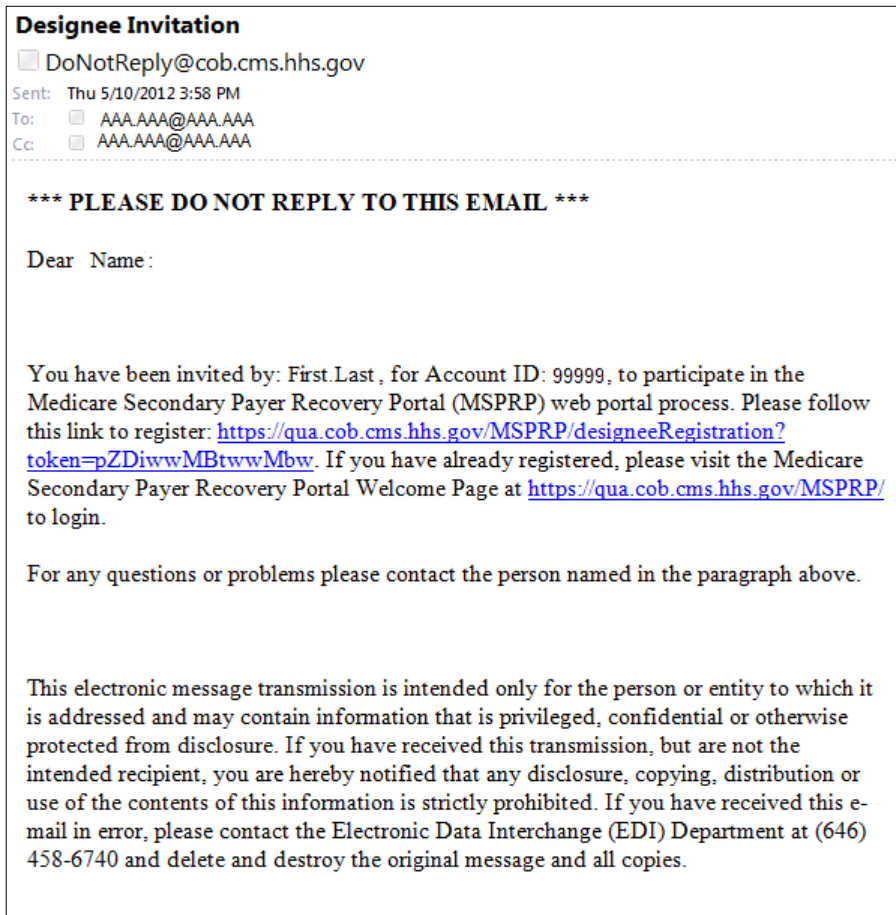 Designee Invitation
DoNotReply@cob.cms.hhs.gov
Sent: Thu 5/10/2012 3:58 PM
To: AAA.AAA@AAA.AAA
Cc: AAA.AAA@AAA.AAA
*** PLEASE DO NOT REPLY TO THIS EMAIL ***
Dear Name:
You have been invited by: First.Last, for Account ID: 99999, to participate in the
Medicare Secondary Payer Recovery Portal (MSPRP) web portal process. Please follow
this link to register: https://qua.cob.cms.hhs.gov/MSPRP/designeeRegistration?
token=pZDiwwMBtwwMbw. If you have already registered, please visit the Medicare
Secondary Payer Recovery Portal Welcome Page at https://qua.cob.cms.hhs.gov/MSPRP/
to login.
For any questions or problems please contact the person named in the paragraph above.
This electronic message transmission is intended only for the person or entity to which it
is addressed and may contain information that is privileged, confidential or otherwise
protected from disclosure. If you have received this transmission, but are not the
intended recipient, you are hereby notified that any disclosure, copying, distribution or
use of the contents of this information is strictly prohibited. If you have received this e-
mail in error, please contact the Electronic Data Interchange (EDI) Department at (646)
458-6740 and delete and destroy the original message and all copies.